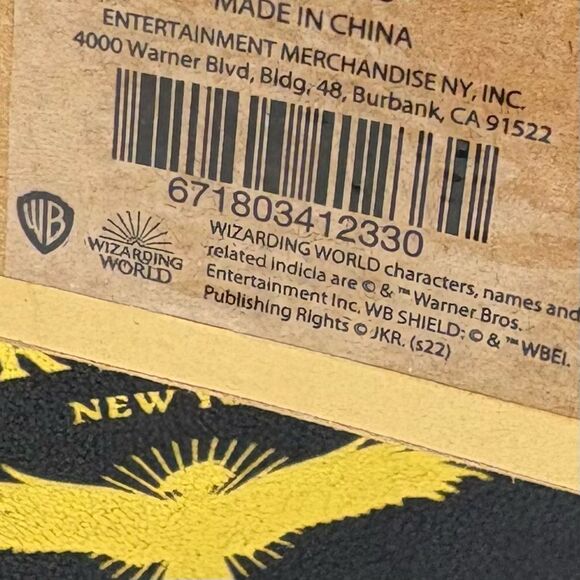 MADE IN CHINA
ENTERTAINMENT MERCHANDISE NY, INC.
4000 Warner Blvd, Bldg. 48, Burbank, CA 91522
671803412330
WB
WIZARDING
WORLD
WIZARDING WORLD characters, names and
related indicia are © & ™ Warner Bros.
Entertainment Inc. WB SHIELD: © & ™ WBEI.
Publishing Rights © JKR. (s22)
NEW